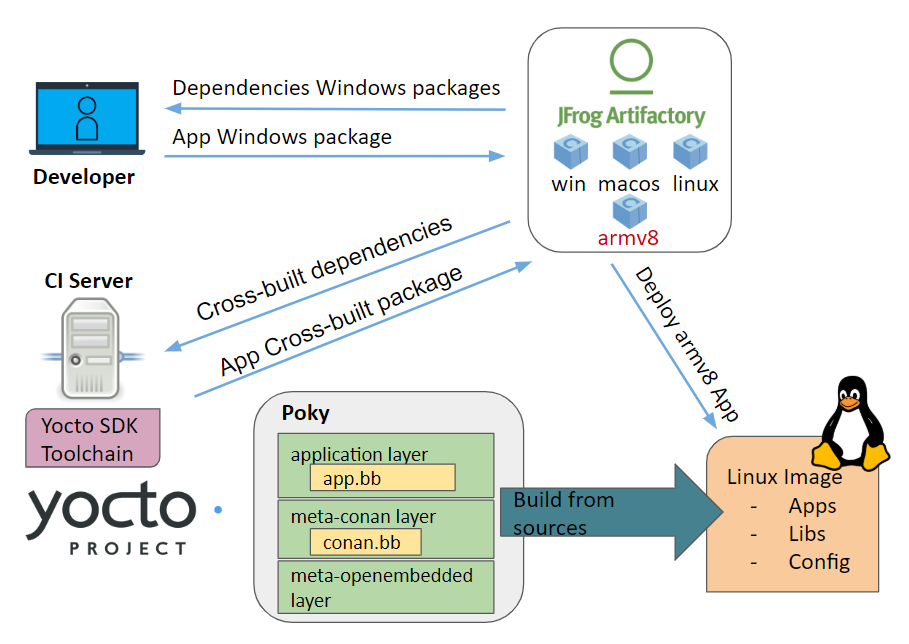 Dependencies Windows packages
App Windows package
Developer
JFrog Artifactory
win macos linux
armv8
Cross-built dependencies
App Cross-built package
Deploy armv8 App
CI Server
Yocto SDK
Toolchain
yocto
PROJECT
Poky
application layer
app.bb
meta-conan layer
conan.bb
meta-openembedded
layer
Build from
sources
Linux Image
- Apps
- Libs
- Config